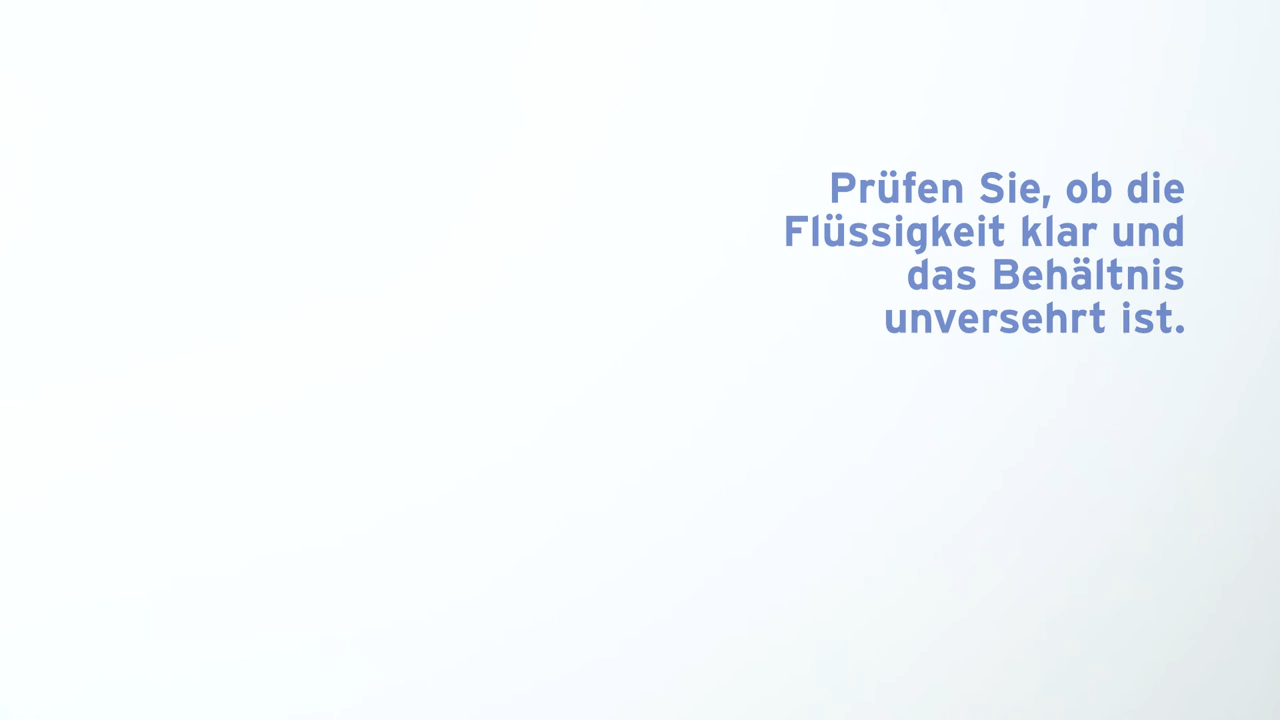 Prüfen Sie, ob die
Flüssigkeit klar und
das Behältnis
unversehrt ist.